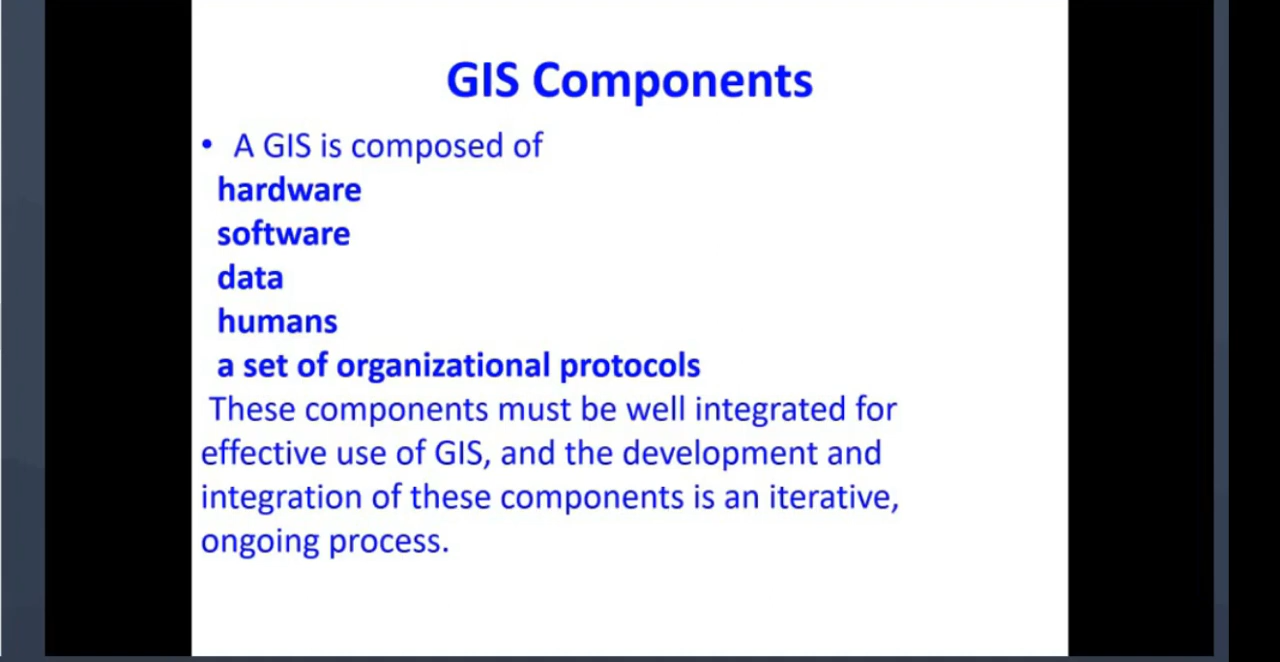 GIS Components
• A GIS is composed of
hardware
software
data
humans
a set of organizational protocols
These components must be well integrated for
effective use of GIS, and the development and
integration of these components is an iterative,
ongoing process.